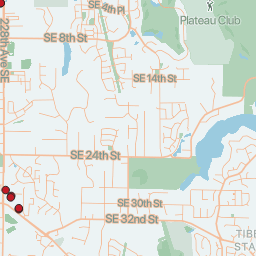 SE 4th Pl
Plateau Club
SE 8th St
228th Ave SE
SE 14th St
SE 24th St
SE 30th St
SE 32nd St
TIBB
STA